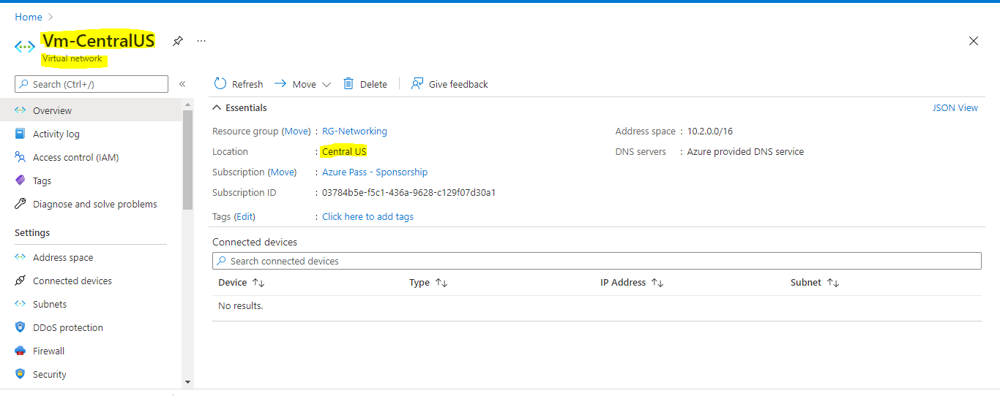 Home
Vm-CentralUS
Virtual network
Search (Ctrl+/)
Overview
Activity log
Access control (IAM)
Tags
Diagnose and solve problems
Settings
Address space
Connected devices
Subnets
DDoS protection
Firewall
Security
Refresh Move Delete Give feedback
Essentials JSON View
Resource group (Move) : RG-Networking
Location : Central US
Subscription (Move) : Azure Pass - Sponsorship
Subscription ID : 03784b5e-f5c1-436a-9628-c129f07d30a1
Tags (Edit) : Click here to add tags
Address space : 10.2.0.0/16
DNS servers : Azure provided DNS service
Connected devices
Search connected devices
Device Type IP Address Subnet
No results.